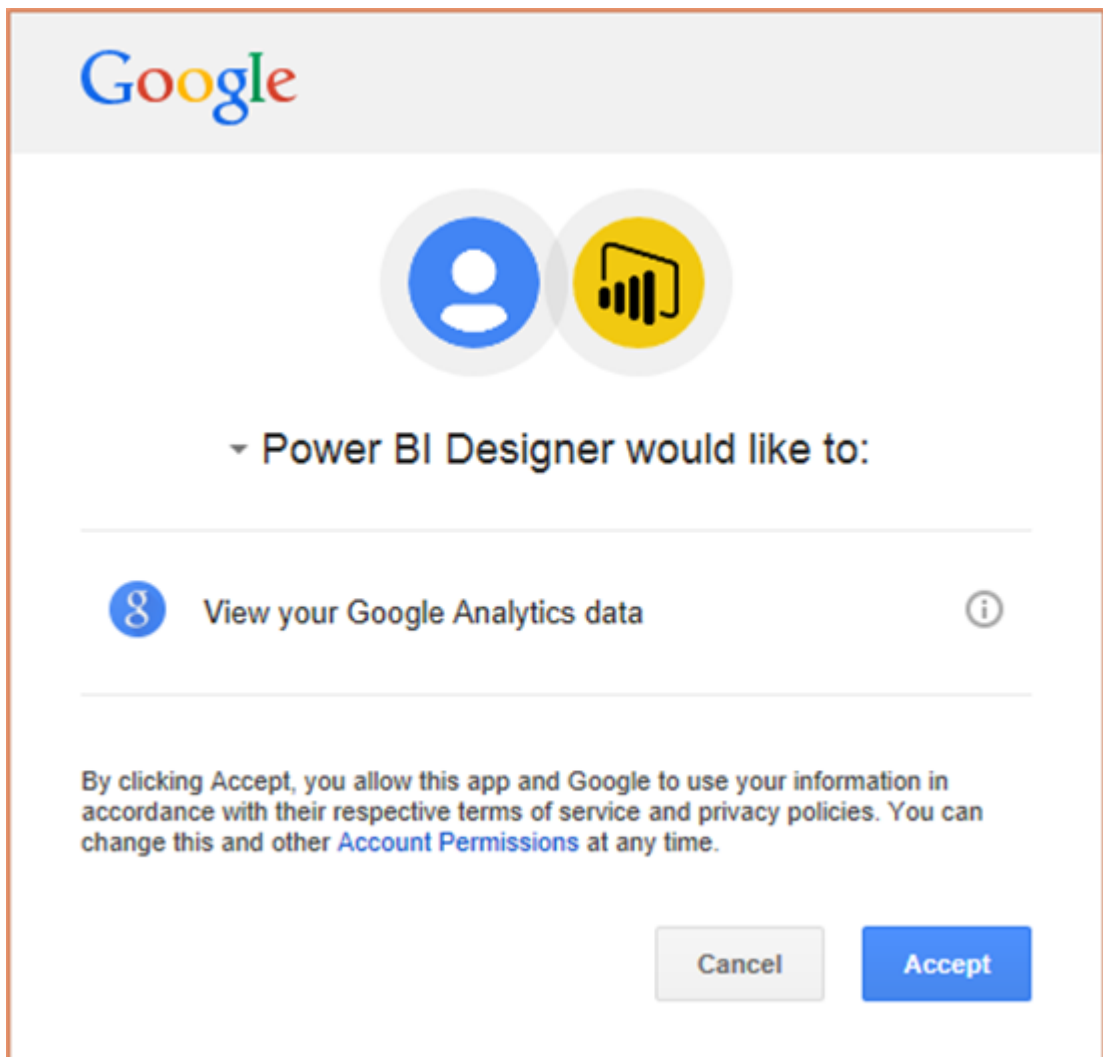 Google
Power BI Designer would like to:
8 View your Google Analytics data
By clicking Accept, you allow this app and Google to use your information in
accordance with their respective terms of service and privacy policies. You can
change this and other Account Permissions at any time.
Cancel Accept